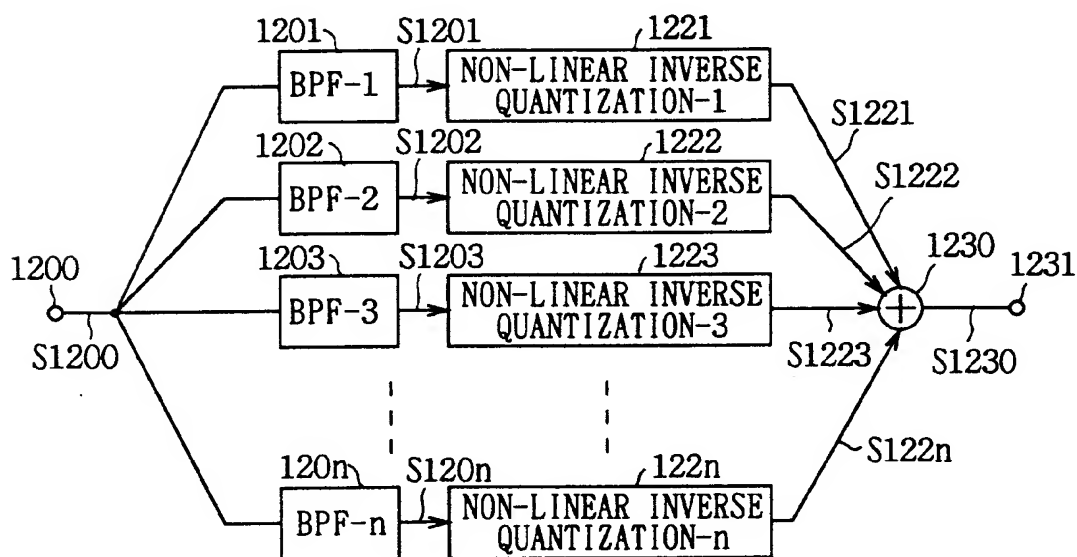 1201 S1201 1221
BPF-1 NON-LINEAR INVERSE
QUANTIZATION-1
S1221
1202 S1202 1222
BPF-2 NON-LINEAR INVERSE
QUANTIZATION-2
S1222
1203 S1203 1223
BPF-3 NON-LINEAR INVERSE
QUANTIZATION-3
1200
S1200
1230
1231
+
S1223
S1230
120n S120n 122n
BPF-n NON-LINEAR INVERSE
QUANTIZATION-n
S122n